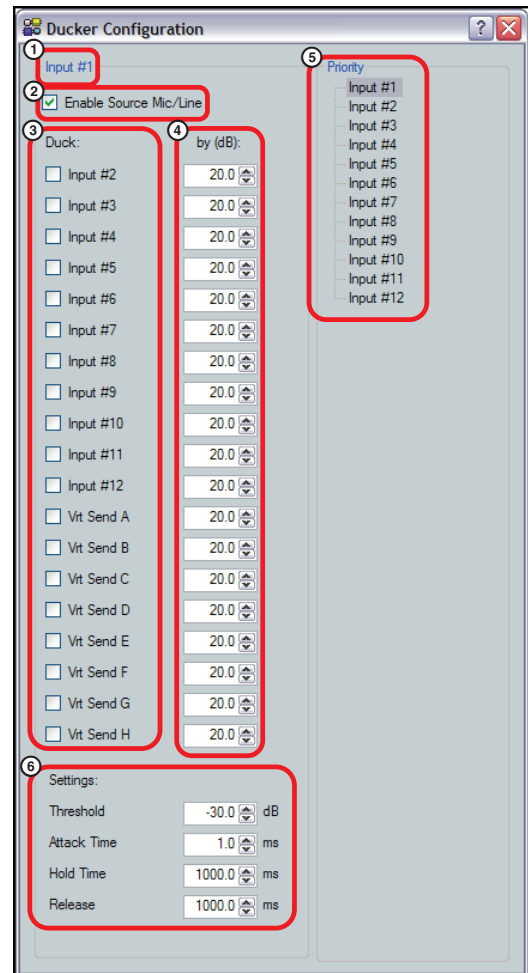 Ducker Configuration
?
1
Input #1
2
Enable Source Mic/Line
3
Duck:
4
by (dB):
Input #2 20.0
Input #3 20.0
Input #4 20.0
Input #5 20.0
Input #6 20.0
Input #7 20.0
Input #8 20.0
Input #9 20.0
Input #10 20.0
Input #11 20.0
Input #12 20.0
Vrt Send A 20.0
Vrt Send B 20.0
Vrt Send C 20.0
Vrt Send D 20.0
Vrt Send E 20.0
Vrt Send F 20.0
Vrt Send G 20.0
Vrt Send H 20.0
5
Priority
Input #1
Input #2
Input #3
Input #4
Input #5
Input #6
Input #7
Input #8
Input #9
Input #10
Input #11
Input #12
6
Settings:
Threshold -30.0 dB
Attack Time 1.0 ms
Hold Time 1000.0 ms
Release 1000.0 ms